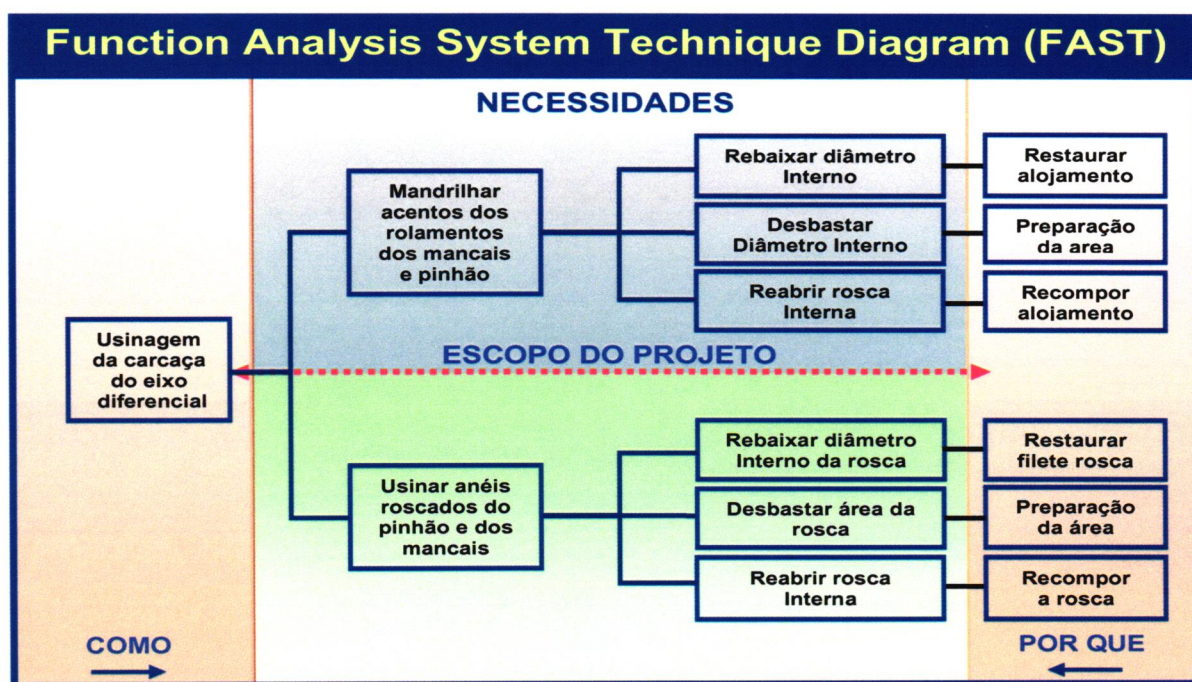 Function Analysis System Technique Diagram (FAST)
NECESSIDADES
Usinagem
da carcaça
do eixo
diferencial
Mandrilhar
acentos dos
rolamentos
dos mancais
e pinhão
Rebaixar diâmetro
Interno
Restaurar
alojamento
Desbastar
Diâmetro Interno
Preparação
da area
Reabrir rosca
Interna
Recompor
alojamento
ESCOPO DO PROJETO
Usinar anéis
roscados do
pinhão e dos
mancais
Rebaixar diâmetro
Interno da rosca
Restaurar
filete rosca
Desbastar área da
rosca
Preparação
da área
Reabrir rosca
Interna
Recompor
a rosca
COMO
POR QUE